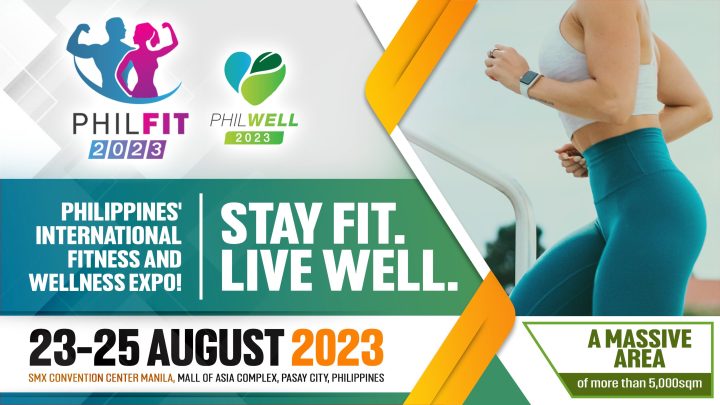 PHILFIT
2023
PHILWELL
2023
PHILIPPINES'
INTERNATIONAL
FITNESS AND
WELLNESS EXPO!
STAY FIT.
LIVE WELL.
23-25 AUGUST 2023
SMX CONVENTION CENTER MANILA, MALL OF ASIA COMPLEX, PASAY CITY, PHILIPPINES
A MASSIVE
AREA
of more than 5,000sqm